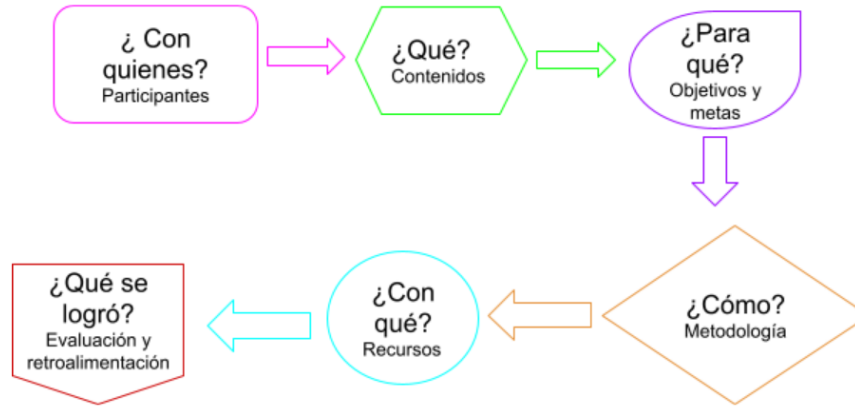 ¿ Con
quienes?
Participantes
¿Qué?
Contenidos
¿Para
qué?
Objetivos y
metas
¿Cómo?
Metodología
¿Con
qué?
Recursos
¿Qué se
logró?
Evaluación y
retroalimentación